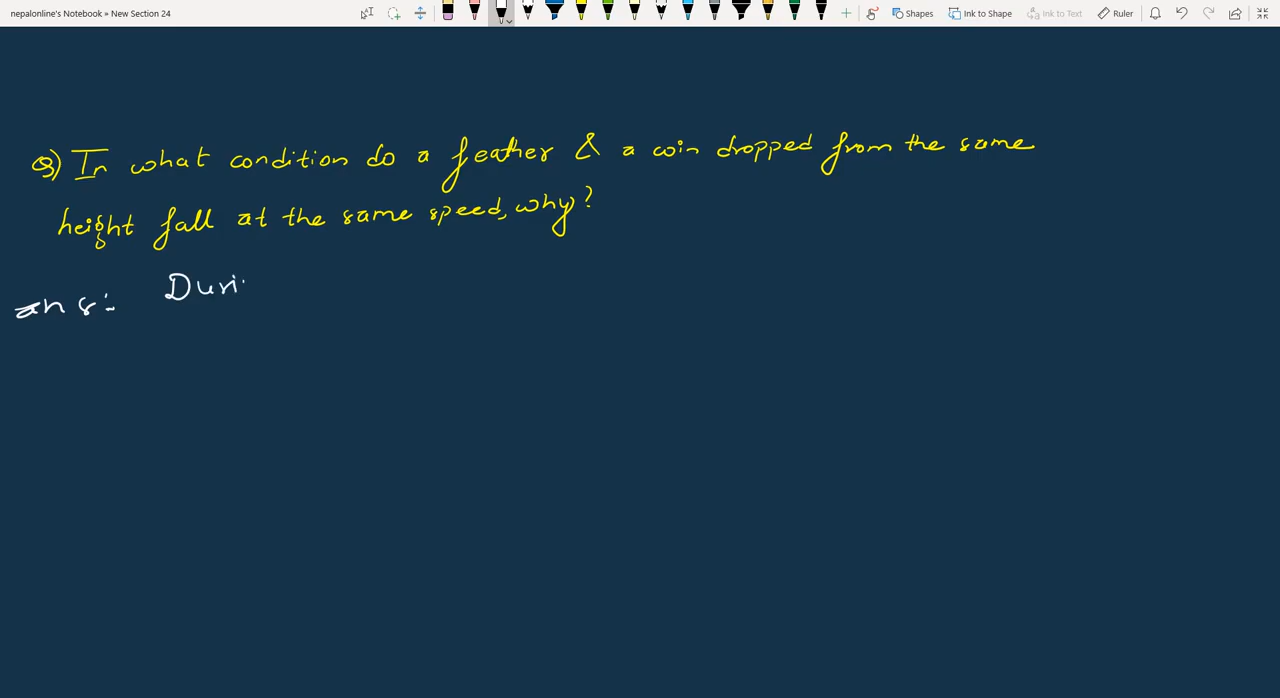 nepalonline's Notebook » New Section 24
Shapes Ink to Shape Ink to Text Ruler
Q) In what condition do a feather & a coin dropped from the same
height fall at the same speed, why?
ans:- Duri